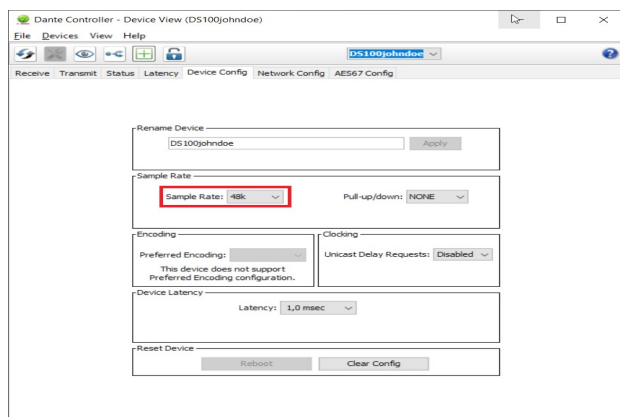 Dante Controller - Device View (DS100johndoe)
File Devices View Help
DS100johndoe
Receive Transmit Status Latency Device Config Network Config AES67 Config
Rename Device
DS100johndoe Apply
Sample Rate
Sample Rate: 48k Pull-up/down: NONE
Encoding Clocking
Preferred Encoding: Unicast Delay Requests: Disabled
This device does not support
Preferred Encoding configuration.
Device Latency
Latency: 1,0 msec
Reset Device
Reboot Clear Config